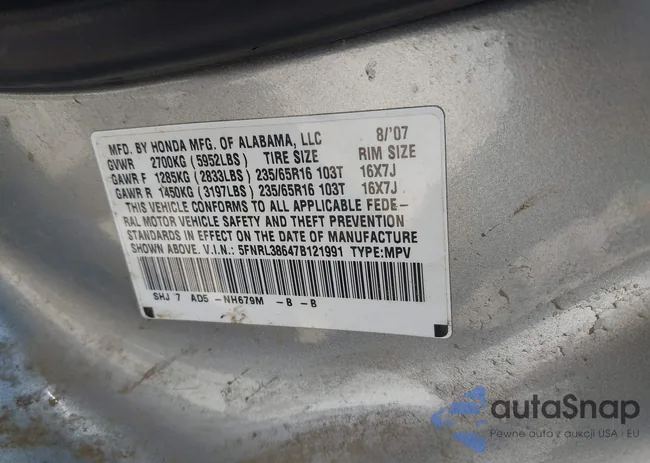 MFD. BY HONDA MFG. OF ALABAMA, LLC 8/'07
GVWR 2700KG (5952LBS) TIRE SIZE RIM SIZE
GAWR F 1285KG (2833LBS) 235/65R16 103T 16X7J
GAWR R 1450KG (3197LBS) 235/65R16 103T 16X7J
THIS VEHICLE CONFORMS TO ALL APPLICABLE FEDE-
RAL MOTOR VEHICLE SAFETY AND THEFT PREVENTION
STANDARDS IN EFFECT ON THE DATE OF MANUFACTURE
SHOWN ABOVE. V.I.N.: 5FNRL38647B121991 TYPE:MPV
SHJ 7 AD5 -NH679M -B -B
autaSnap
Pewne auto z aukcji USA i EU